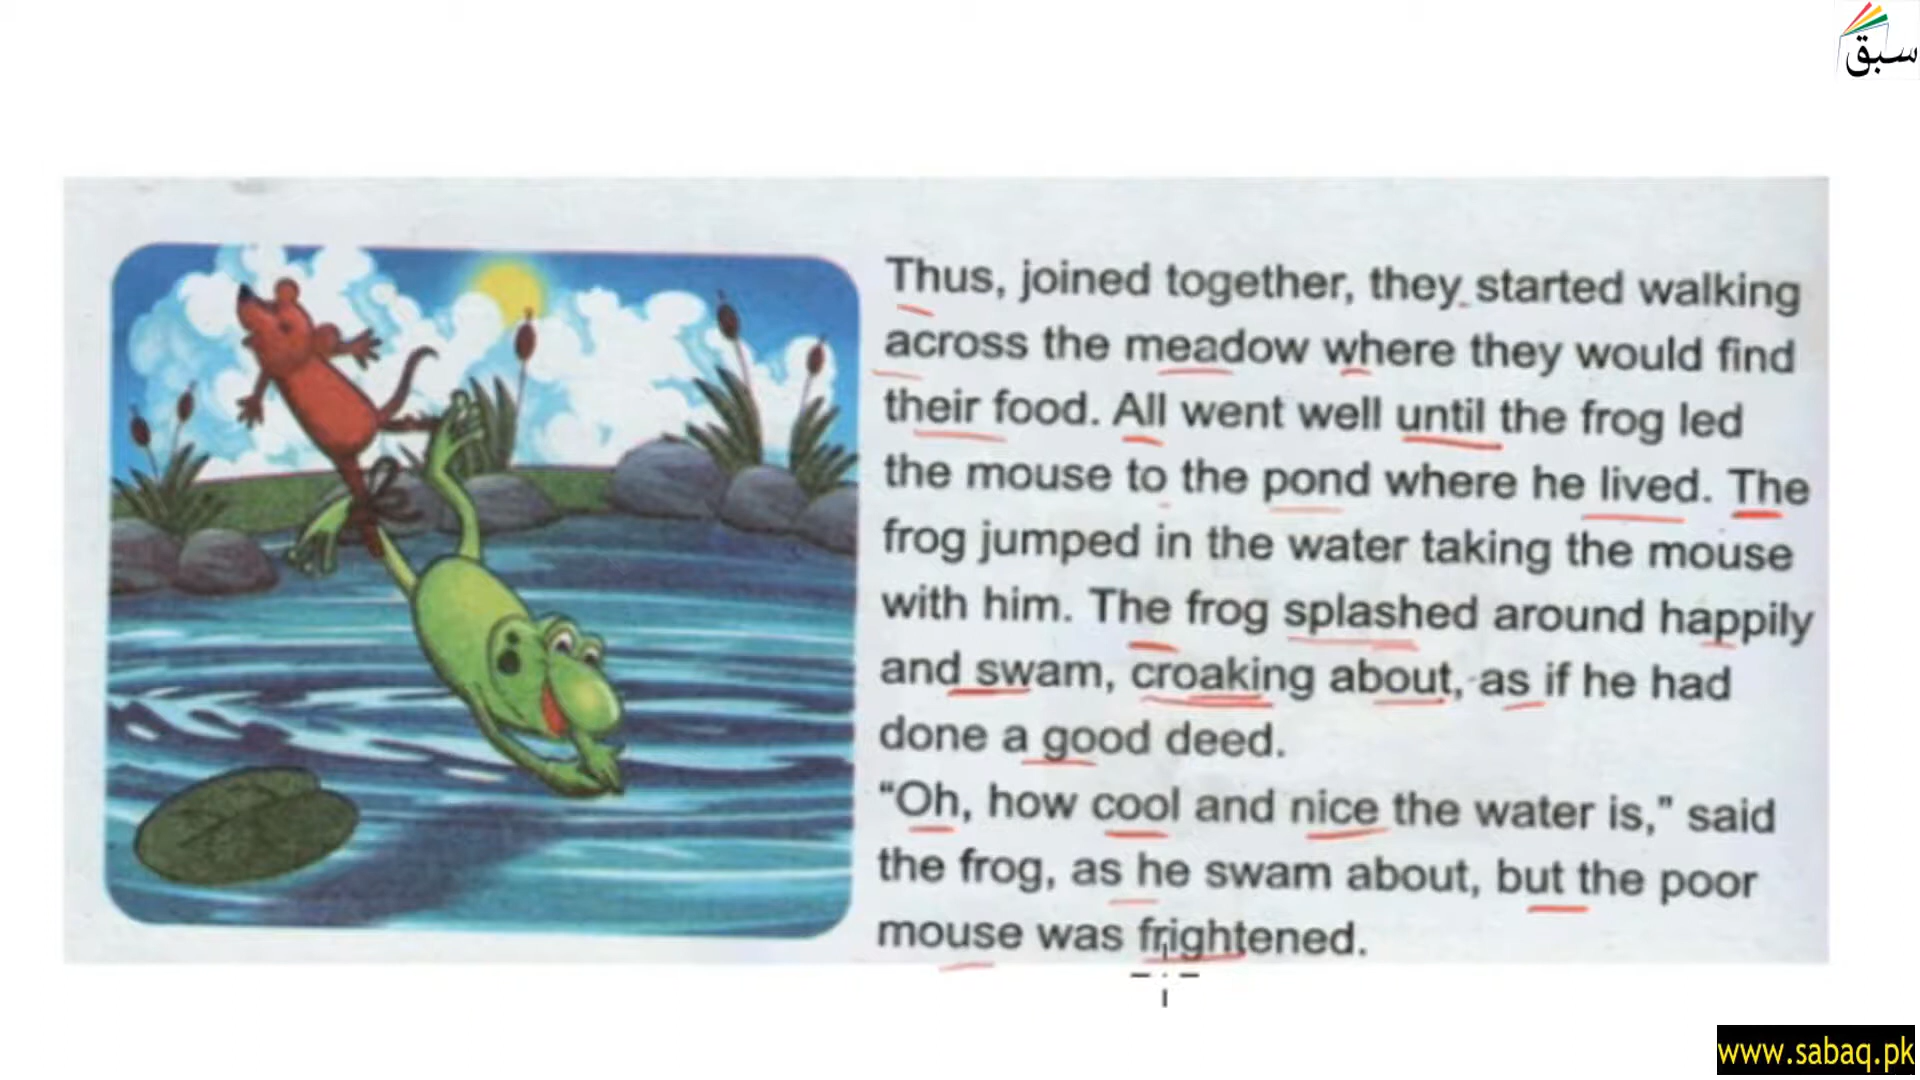 سبق
Thus, joined together, they started walking
across the meadow where they would find
their food. All went well until the frog led
the mouse to the pond where he lived. The
frog jumped in the water taking the mouse
with him. The frog splashed around happily
and swam, croaking about, as if he had
done a good deed.
“Oh, how cool and nice the water is,” said
the frog, as he swam about, but the poor
mouse was frightened.
www.sabaq.pk